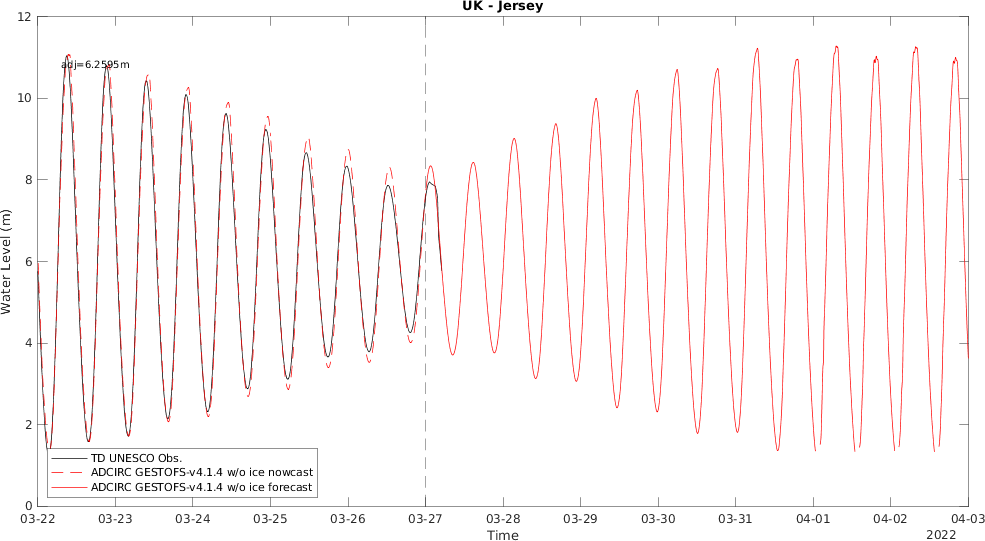 UK - Jersey
12
adj=6.2595m
10
8
6
4
2
0
Water Level (m)
TD UNESCO Obs.
ADCIRC GESTOFS-v4.1.4 w/o ice nowcast
ADCIRC GESTOFS-v4.1.4 w/o ice forecast
03-22 03-23 03-24 03-25 03-26 03-27 03-28 03-29 03-30 03-31 04-01 04-02 04-03
Time
2022